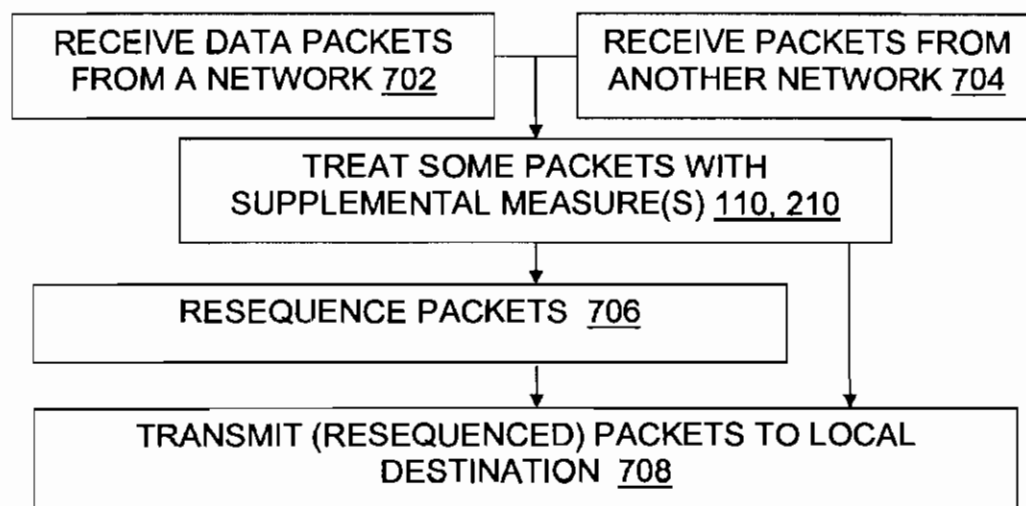 RECEIVE DATA PACKETS
FROM A NETWORK 702
RECEIVE PACKETS FROM
ANOTHER NETWORK 704
TREAT SOME PACKETS WITH
SUPPLEMENTAL MEASURE(S) 110, 210
RESEQUENCE PACKETS 706
TRANSMIT (RESEQUENCED) PACKETS TO LOCAL
DESTINATION 708